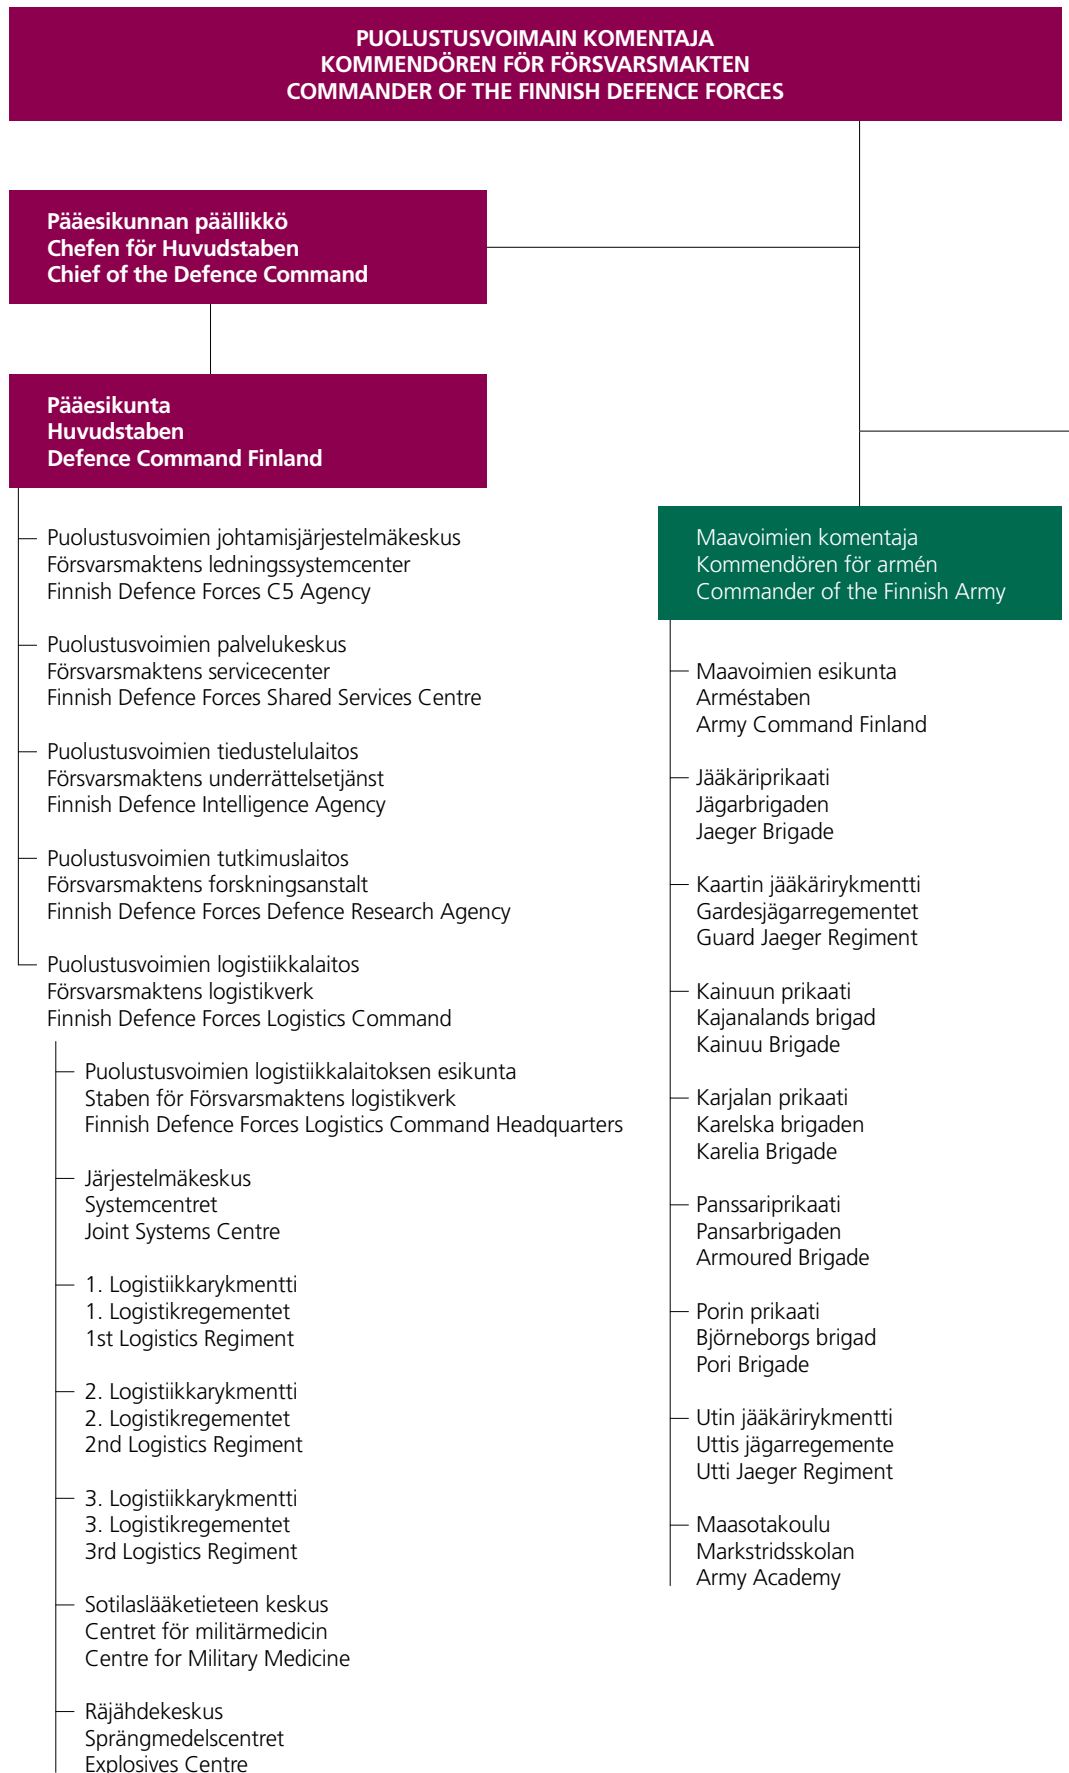 PUOLUSTUSVOIMAIN KOMENTAJA
KOMMENDÖREN FÖR FÖRSVARSMAKTEN
COMMANDER OF THE FINNISH DEFENCE FORCES
Pääesikunnan päällikkö
Chefen för Huvudstaben
Chief of the Defence Command
Pääesikunta
Huvudstaben
Defence Command Finland
Puolustusvoimien johtamisjärjestelmäkeskus
Försvarsmaktens ledningssystemcenter
Finnish Defence Forces C5 Agency
Puolustusvoimien palvelukeskus
Försvarsmaktens servicecenter
Finnish Defence Forces Shared Services Centre
Puolustusvoimien tiedustelulaitos
Försvarsmaktens underrättelsetjänst
Finnish Defence Intelligence Agency
Puolustusvoimien tutkimuslaitos
Försvarsmaktens forskningsanstalt
Finnish Defence Forces Defence Research Agency
Puolustusvoimien logistiikkalaitos
Försvarsmaktens logistikverk
Finnish Defence Forces Logistics Command
Puolustusvoimien logistiikkalaitoksen esikunta
Staben för Försvarsmaktens logistikverk
Finnish Defence Forces Logistics Command Headquarters
Järjestelmäkeskus
Systemcentret
Joint Systems Centre
1. Logistiikkarykmentti
1. Logistikregementet
1st Logistics Regiment
2. Logistiikkarykmentti
2. Logistikregementet
2nd Logistics Regiment
3. Logistiikkarykmentti
3. Logistikregementet
3rd Logistics Regiment
Sotilaslääketieteen keskus
Centret för militärmedicin
Centre for Military Medicine
Räjähdekeskus
Sprängmedelscentret
Explosives Centre
Maavoimien komentaja
Kommendören för armén
Commander of the Finnish Army
Maavoimien esikunta
Arméstaben
Army Command Finland
Jääkäriprikaati
Jägarbrigaden
Jaeger Brigade
Kaartin jääkärirykmentti
Gardesjägarregementet
Guard Jaeger Regiment
Kainuun prikaati
Kajanalands brigad
Kainuu Brigade
Karjalan prikaati
Karelska brigaden
Karelia Brigade
Panssariprikaati
Pansarbrigaden
Armoured Brigade
Porin prikaati
Björneborgs brigad
Pori Brigade
Utin jääkärirykmentti
Uttis jägarregemente
Utti Jaeger Regiment
Maasotakoulu
Markstridsskolan
Army Academy